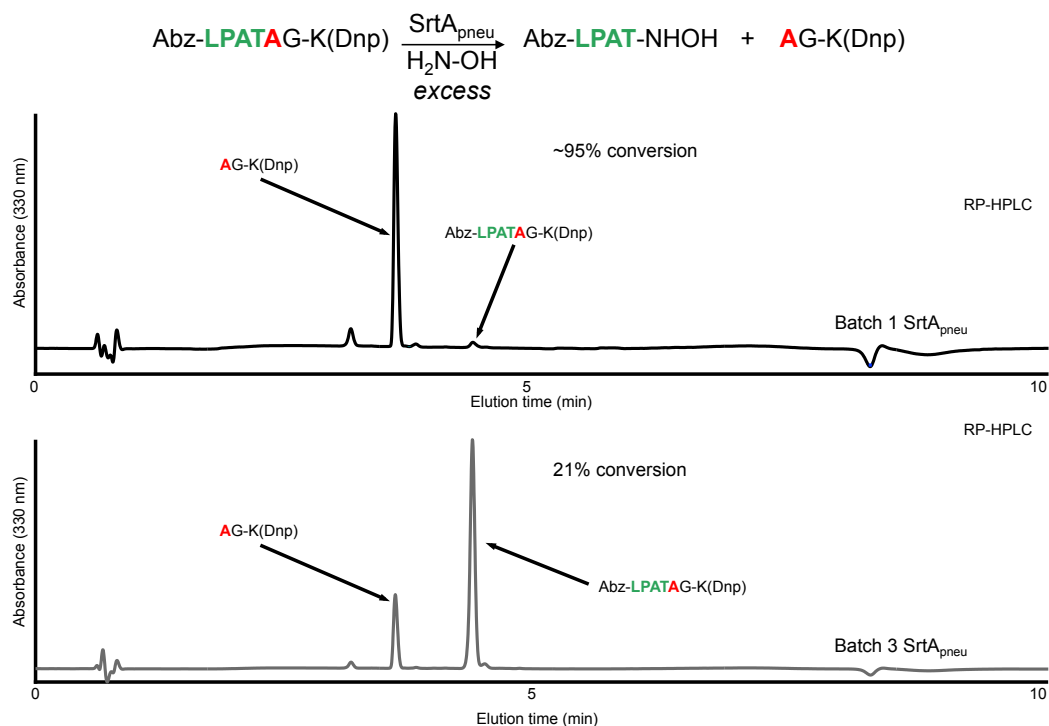 Abz-LPATAG-K(Dnp) SrtApneu Abz-LPAT-NHOH + AG-K(Dnp)
H2N-OH
excess
~95% conversion
AG-K(Dnp)
RP-HPLC
Abz-LPATAG-K(Dnp)
Absorbance (330 nm)
Batch 1 SrtApneu
0 5 10
Elution time (min)
RP-HPLC
21% conversion
AG-K(Dnp)
Abz-LPATAG-K(Dnp)
Absorbance (330 nm)
Batch 3 SrtApneu
0 5 10
Elution time (min)